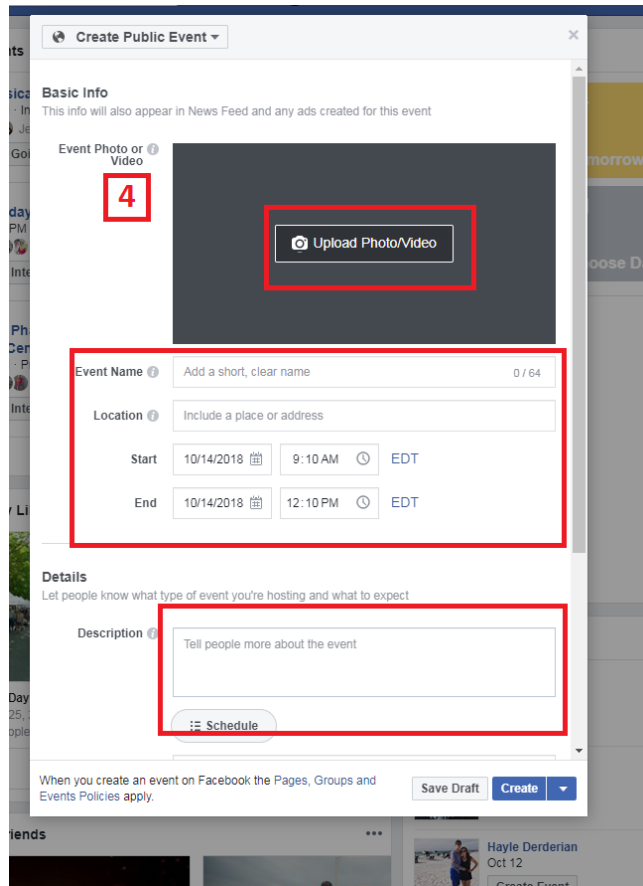 Create Public Event
Basic Info
This info will also appear in News Feed and any ads created for this event
Event Photo or
Video
4
Upload Photo/Video
Event Name
Add a short, clear name
0 / 64
Location
Include a place or address
Start
10/14/2018
9:10 AM
EDT
End
10/14/2018
12:10 PM
EDT
Details
Let people know what type of event you're hosting and what to expect
Description
Tell people more about the event
Schedule
When you create an event on Facebook the Pages, Groups and
Events Policies apply.
Save Draft
Create
Hayle Derderian
Oct 12
Create Event